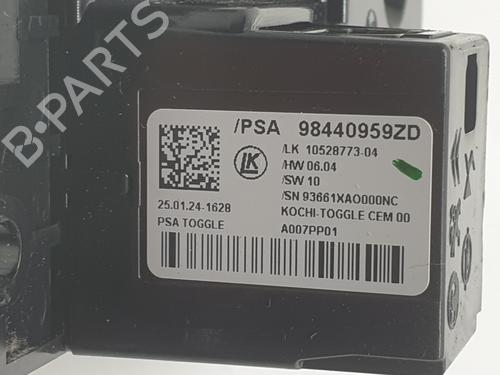 B-PARTS
/PSA 98440959ZD
/LK 10528773-04
/HW 06.04
/SW 10
/SN 93661XAO000NC
25.01.24-1628 KOCHI-TOGGLE CEM 00
PSA TOGGLE A007PP01
LK